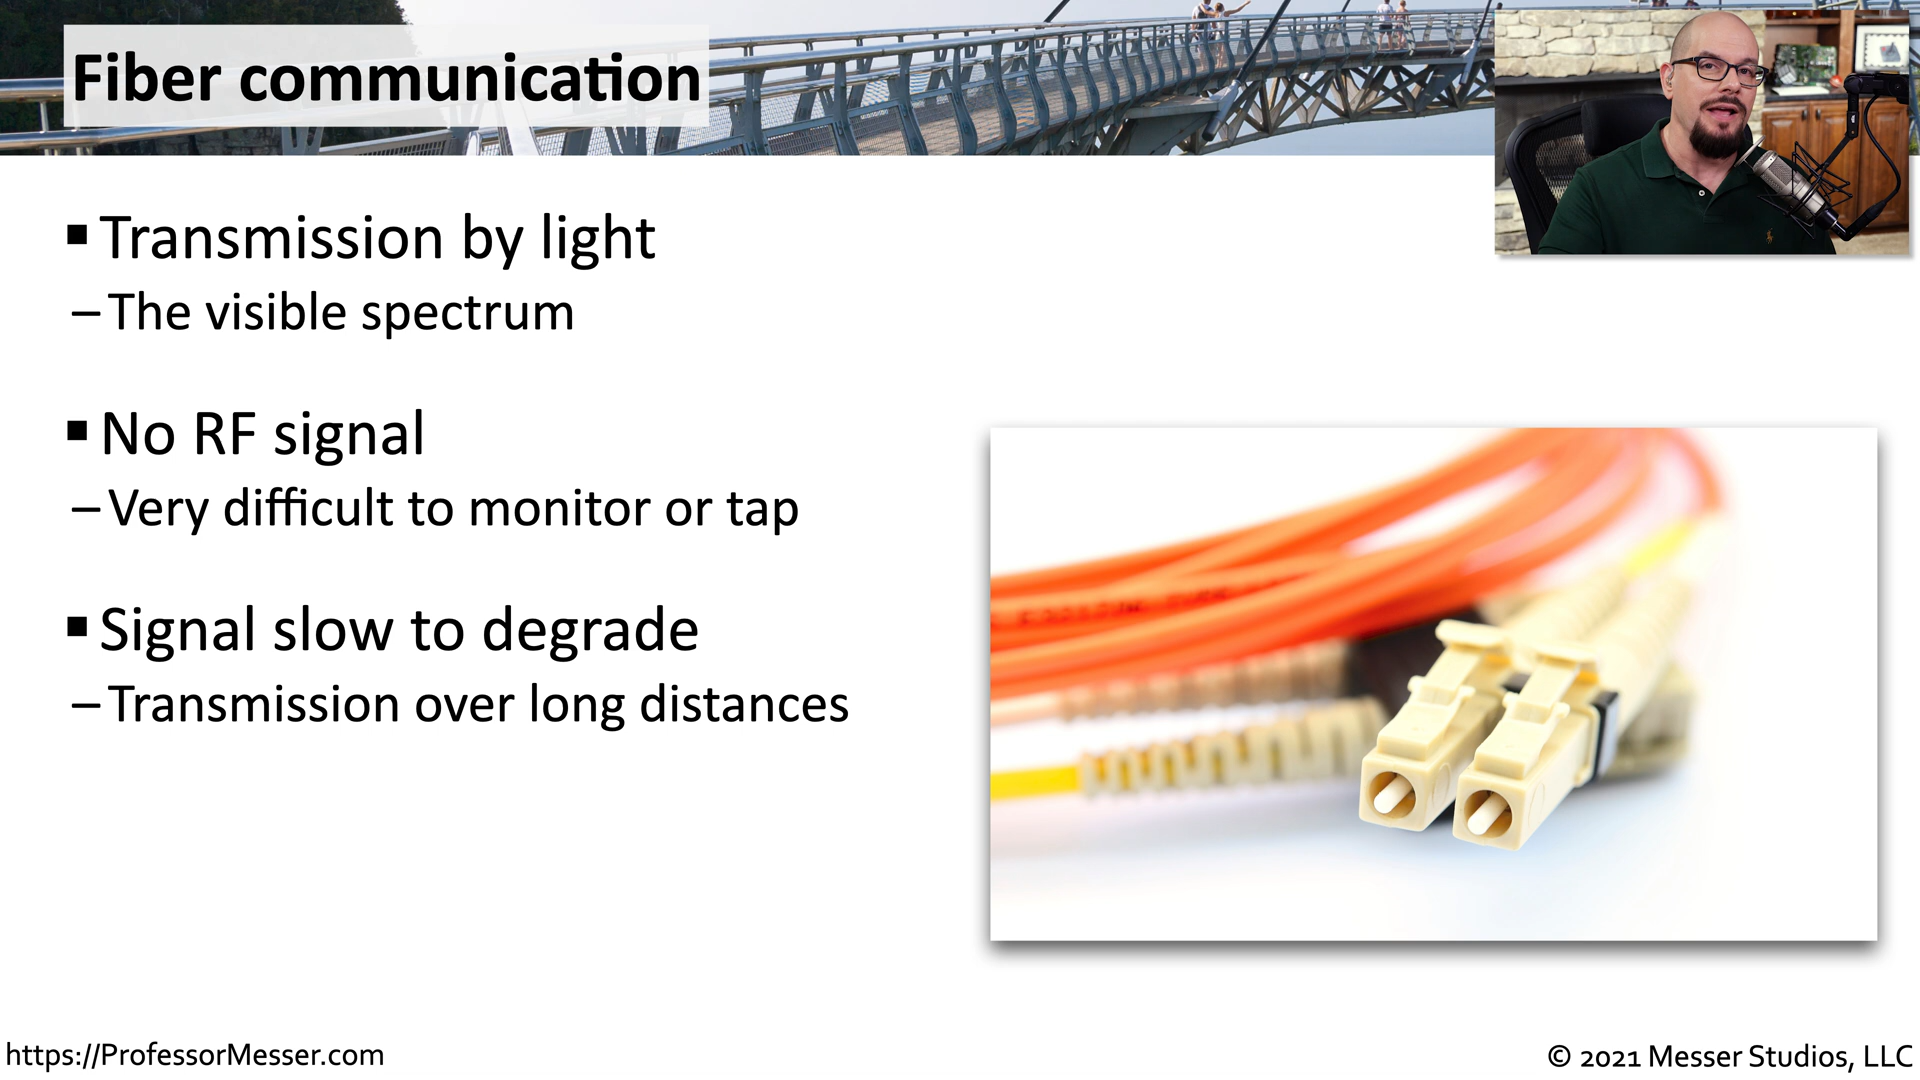 Fiber communication
▪ Transmission by light
– The visible spectrum
▪ No RF signal
– Very difficult to monitor or tap
▪ Signal slow to degrade
– Transmission over long distances
https://ProfessorMesser.com
© 2021 Messer Studios, LLC